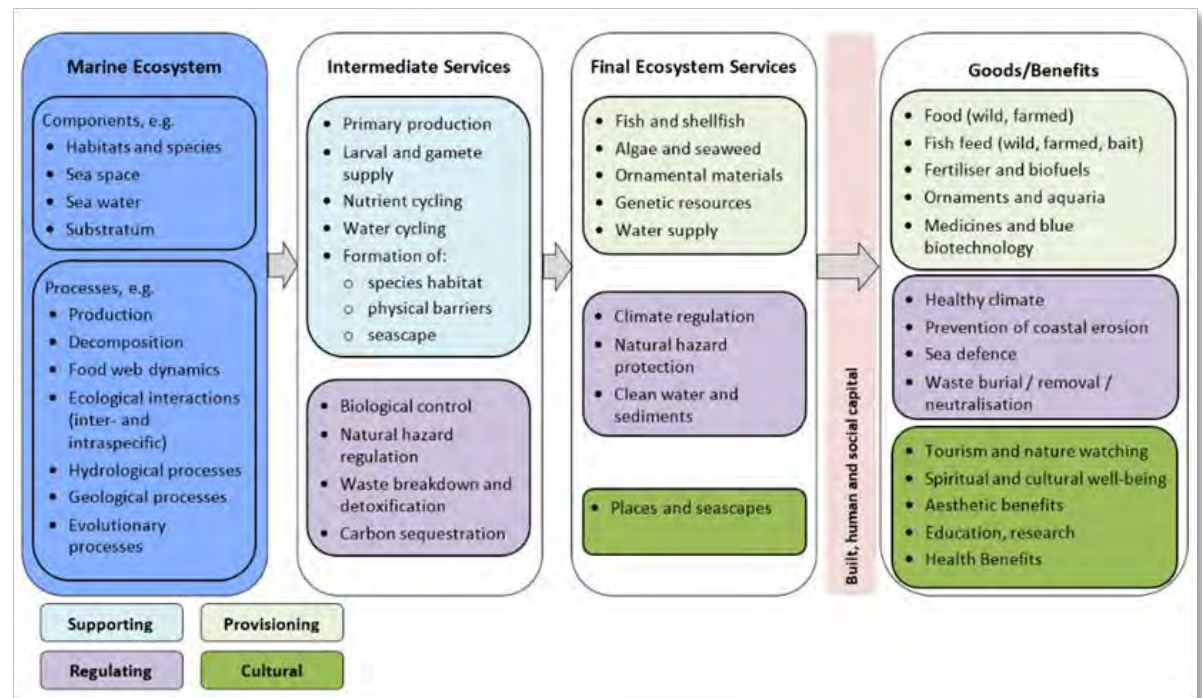 Marine Ecosystem
Components, e.g.
• Habitats and species
• Sea space
• Sea water
• Substratum
Processes, e.g.
• Production
• Decomposition
• Food web dynamics
• Ecological interactions
(inter- and
intraspecific)
• Hydrological processes
• Geological processes
• Evolutionary
processes
Intermediate Services
• Primary production
• Larval and gamete
supply
• Nutrient cycling
• Water cycling
• Formation of:
o species habitat
o physical barriers
o seascape
• Biological control
• Natural hazard
regulation
• Waste breakdown and
detoxification
• Carbon sequestration
Final Ecosystem Services
• Fish and shellfish
• Algae and seaweed
• Ornamental materials
• Genetic resources
• Water supply
• Climate regulation
• Natural hazard
protection
• Clean water and
sediments
• Places and seascapes
Built, human and social capital
Goods/Benefits
• Food (wild, farmed)
• Fish feed (wild, farmed, bait)
• Fertiliser and biofuels
• Ornaments and aquaria
• Medicines and blue
biotechnology
• Healthy climate
• Prevention of coastal erosion
• Sea defence
• Waste burial / removal /
neutralisation
• Tourism and nature watching
• Spiritual and cultural well-being
• Aesthetic benefits
• Education, research
• Health Benefits
Supporting
Provisioning
Regulating
Cultural